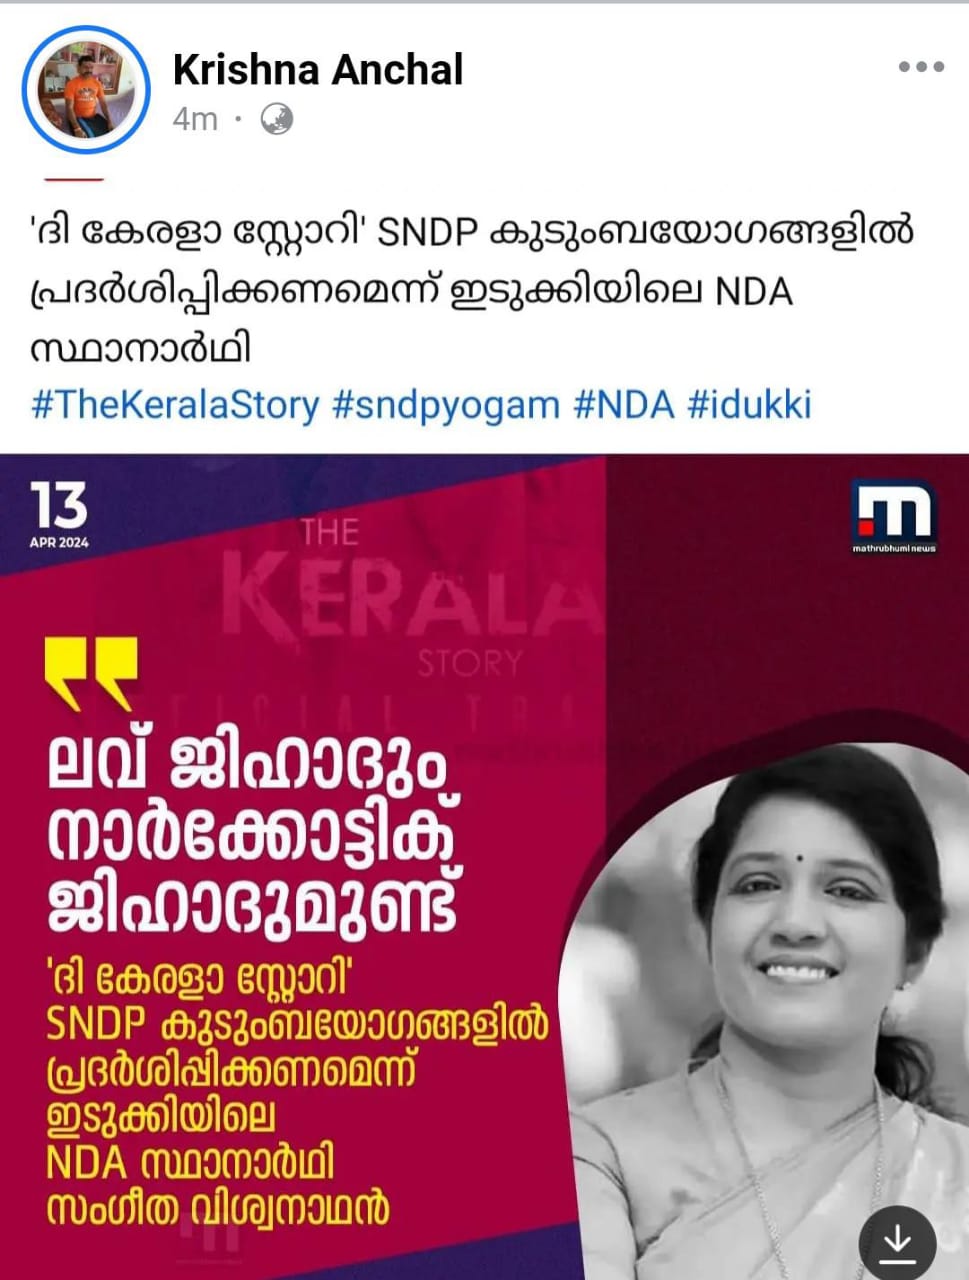 Krishna Anchal
4m
'ദി കേരളാ സ്റ്റോറി' SNDP കുടുംബയോഗങ്ങളിൽ
പ്രദർശിപ്പിക്കണമെന്ന് ഇടുക്കിയിലെ NDA
സ്ഥാനാർഥി
#TheKeralaStory #sndpyogam #NDA #idukki
13
APR 2024
mathrubhumi news
THE
KERALA
STORY
ലവ് ജിഹാദും
നാർക്കോട്ടിക്
ജിഹാദുമുണ്ട്
'ദി കേരളാ സ്റ്റോറി'
SNDP കുടുംബയോഗങ്ങളിൽ
പ്രദർശിപ്പിക്കണമെന്ന്
ഇടുക്കിയിലെ
NDA സ്ഥാനാർഥി
സംഗീത വിശ്വനാഥൻ